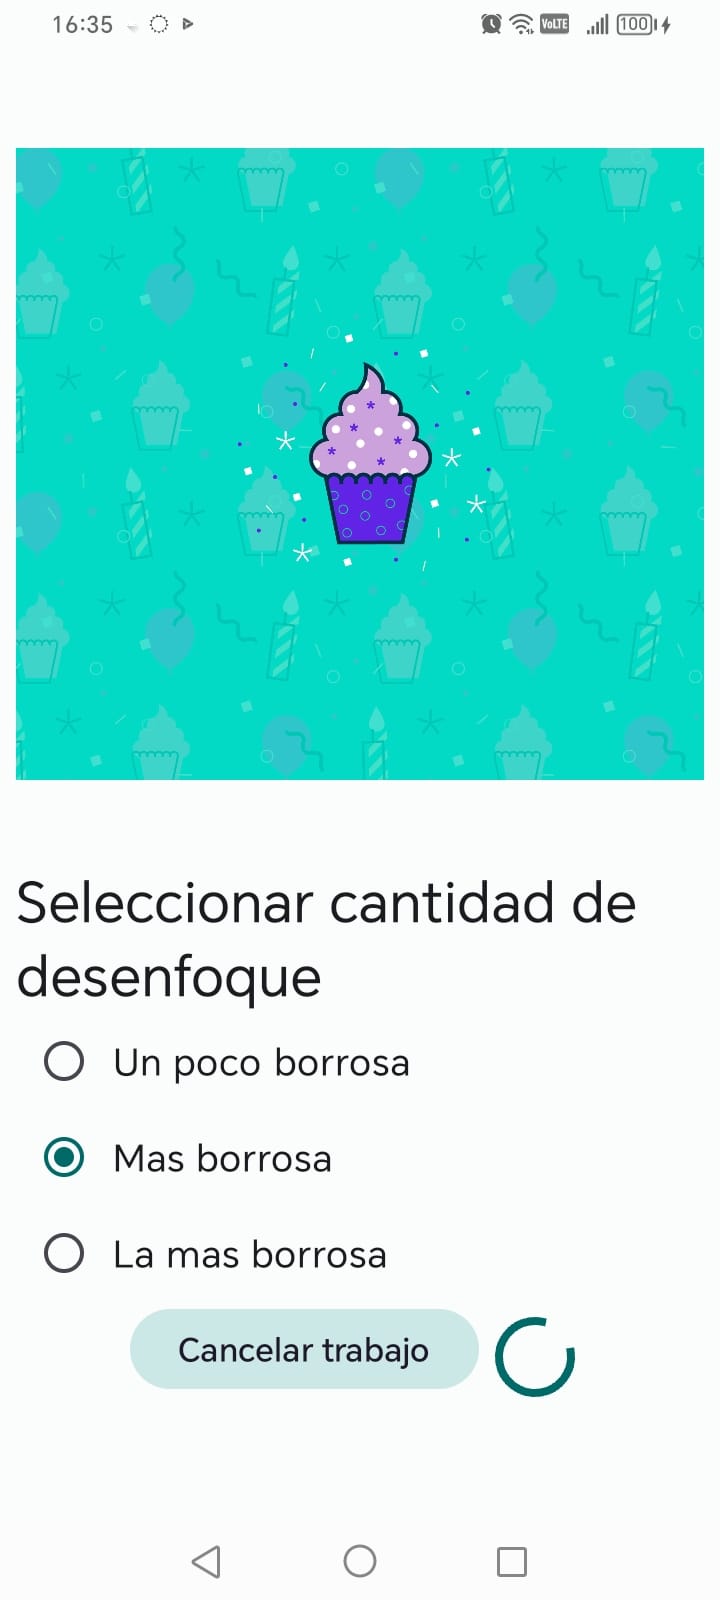 16:35
VoLTE
100
Seleccionar cantidad de
desenfoque
Un poco borrosa
Mas borrosa
La mas borrosa
Cancelar trabajo